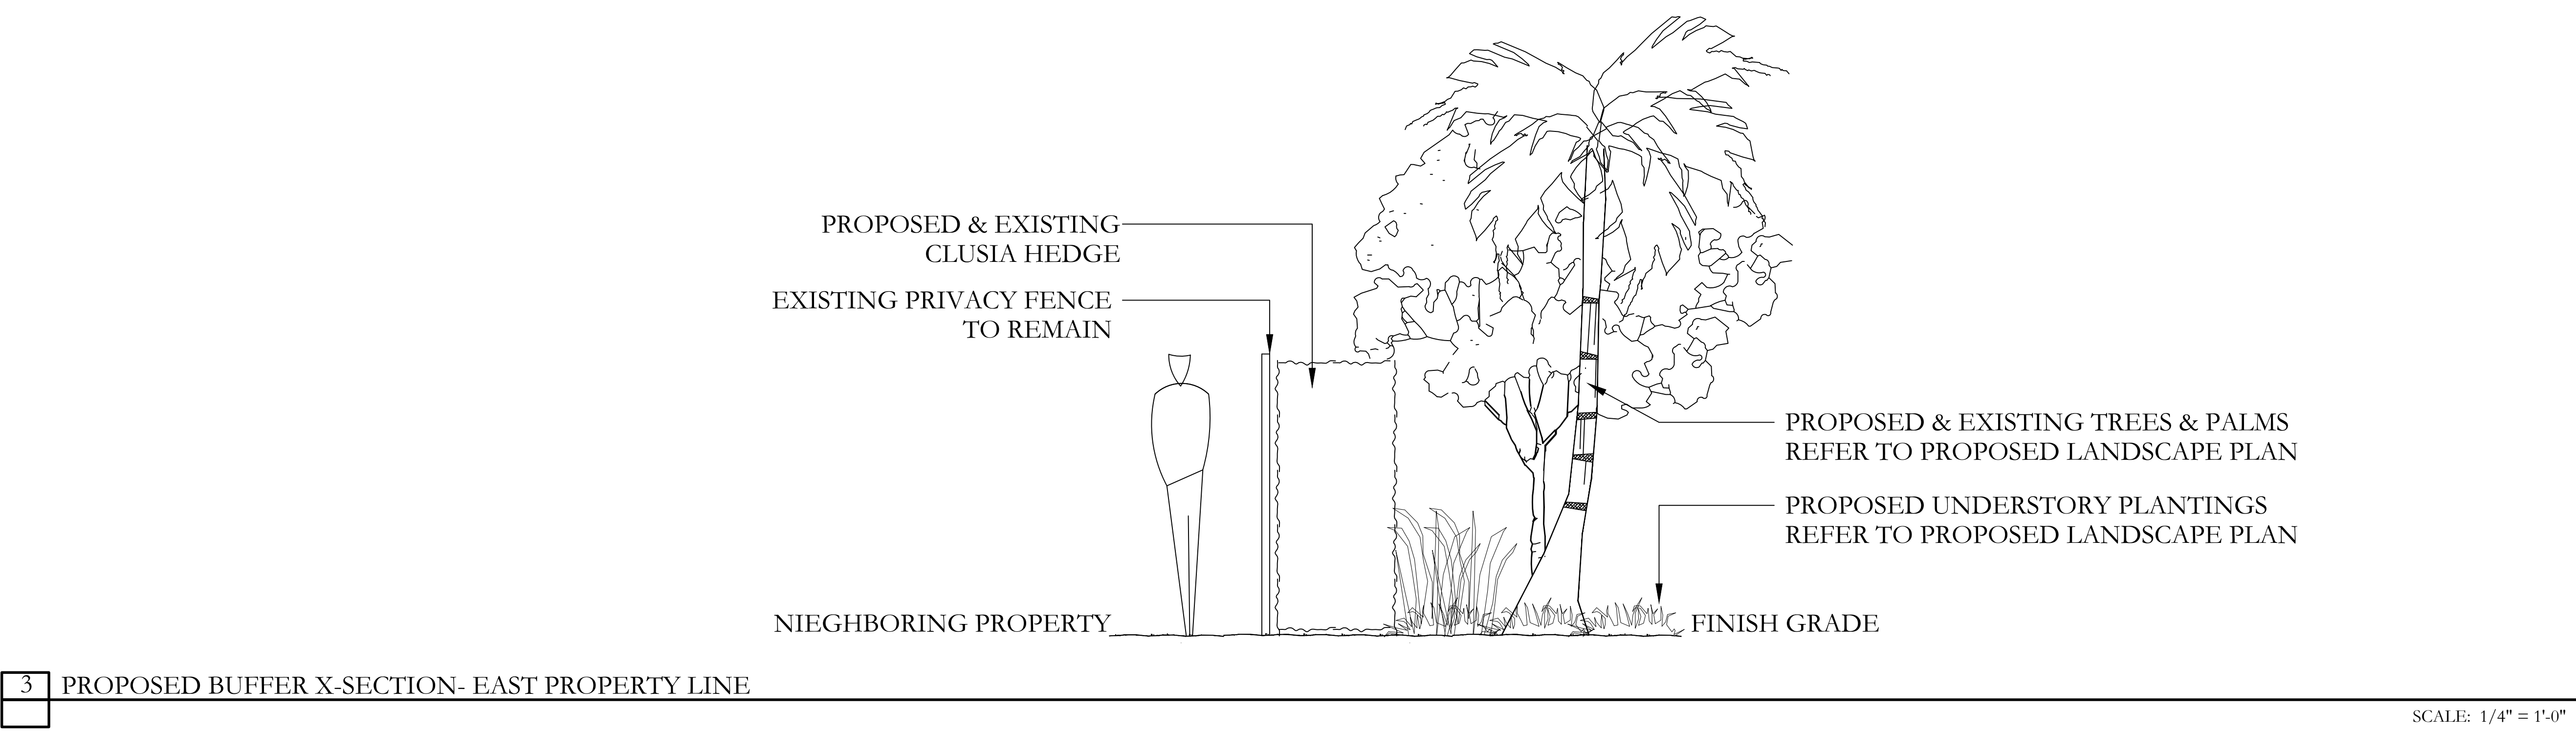 PROPOSED & EXISTING
CLUSIA HEDGE
EXISTING PRIVACY FENCE
TO REMAIN
PROPOSED & EXISTING TREES & PALMS
REFER TO PROPOSED LANDSCAPE PLAN
PROPOSED UNDERSTORY PLANTINGS
REFER TO PROPOSED LANDSCAPE PLAN
NIEGHBORING PROPERTY
FINISH GRADE
3 PROPOSED BUFFER X-SECTION- EAST PROPERTY LINE
SCALE: 1/4" = 1'-0"